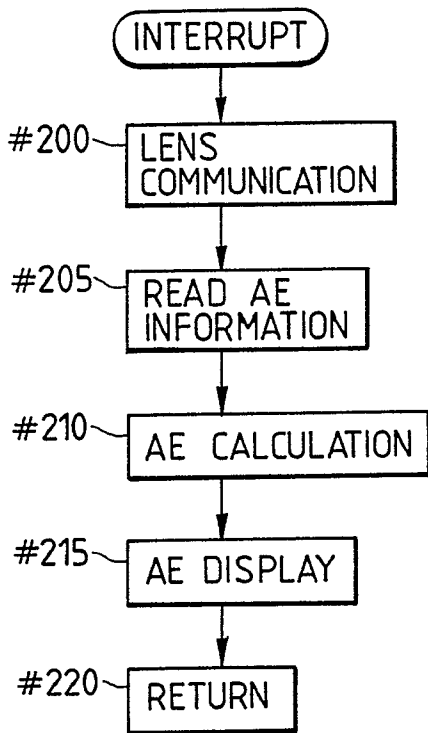 INTERRUPT
#200
LENS
COMMUNICATION
#205
READ AE
INFORMATION
#210
AE CALCULATION
#215
AE DISPLAY
#220
RETURN